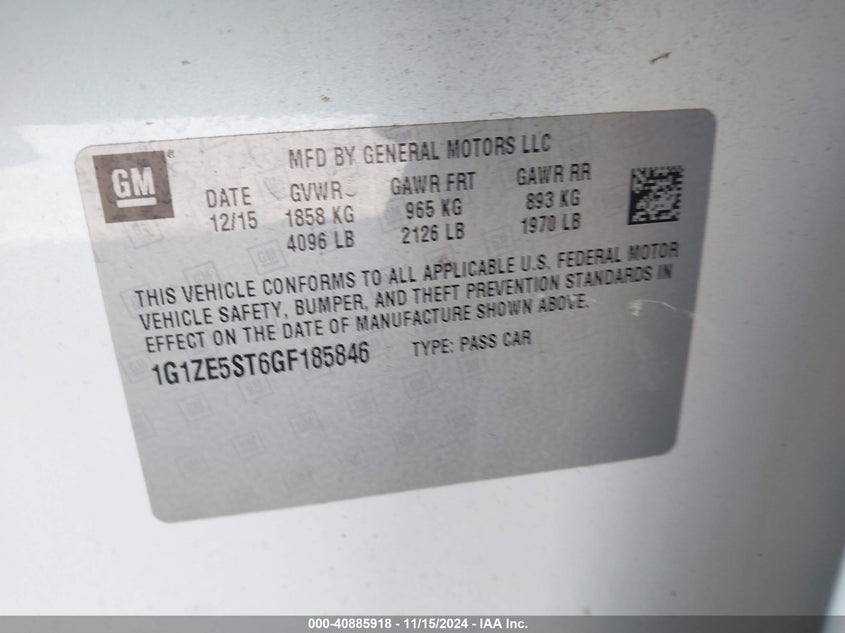 GM ®
MFD BY GENERAL MOTORS LLC
DATE GVWR GAWR FRT GAWR RR
12/15 1858 KG 965 KG 893 KG
4096 LB 2126 LB 1970 LB
THIS VEHICLE CONFORMS TO ALL APPLICABLE U.S. FEDERAL MOTOR
VEHICLE SAFETY, BUMPER, AND THEFT PREVENTION STANDARDS IN
EFFECT ON THE DATE OF MANUFACTURE SHOWN ABOVE.
1G1ZE5ST6GF185846 TYPE: PASS CAR
000-40885918 - 11/15/2024 - IAA Inc.